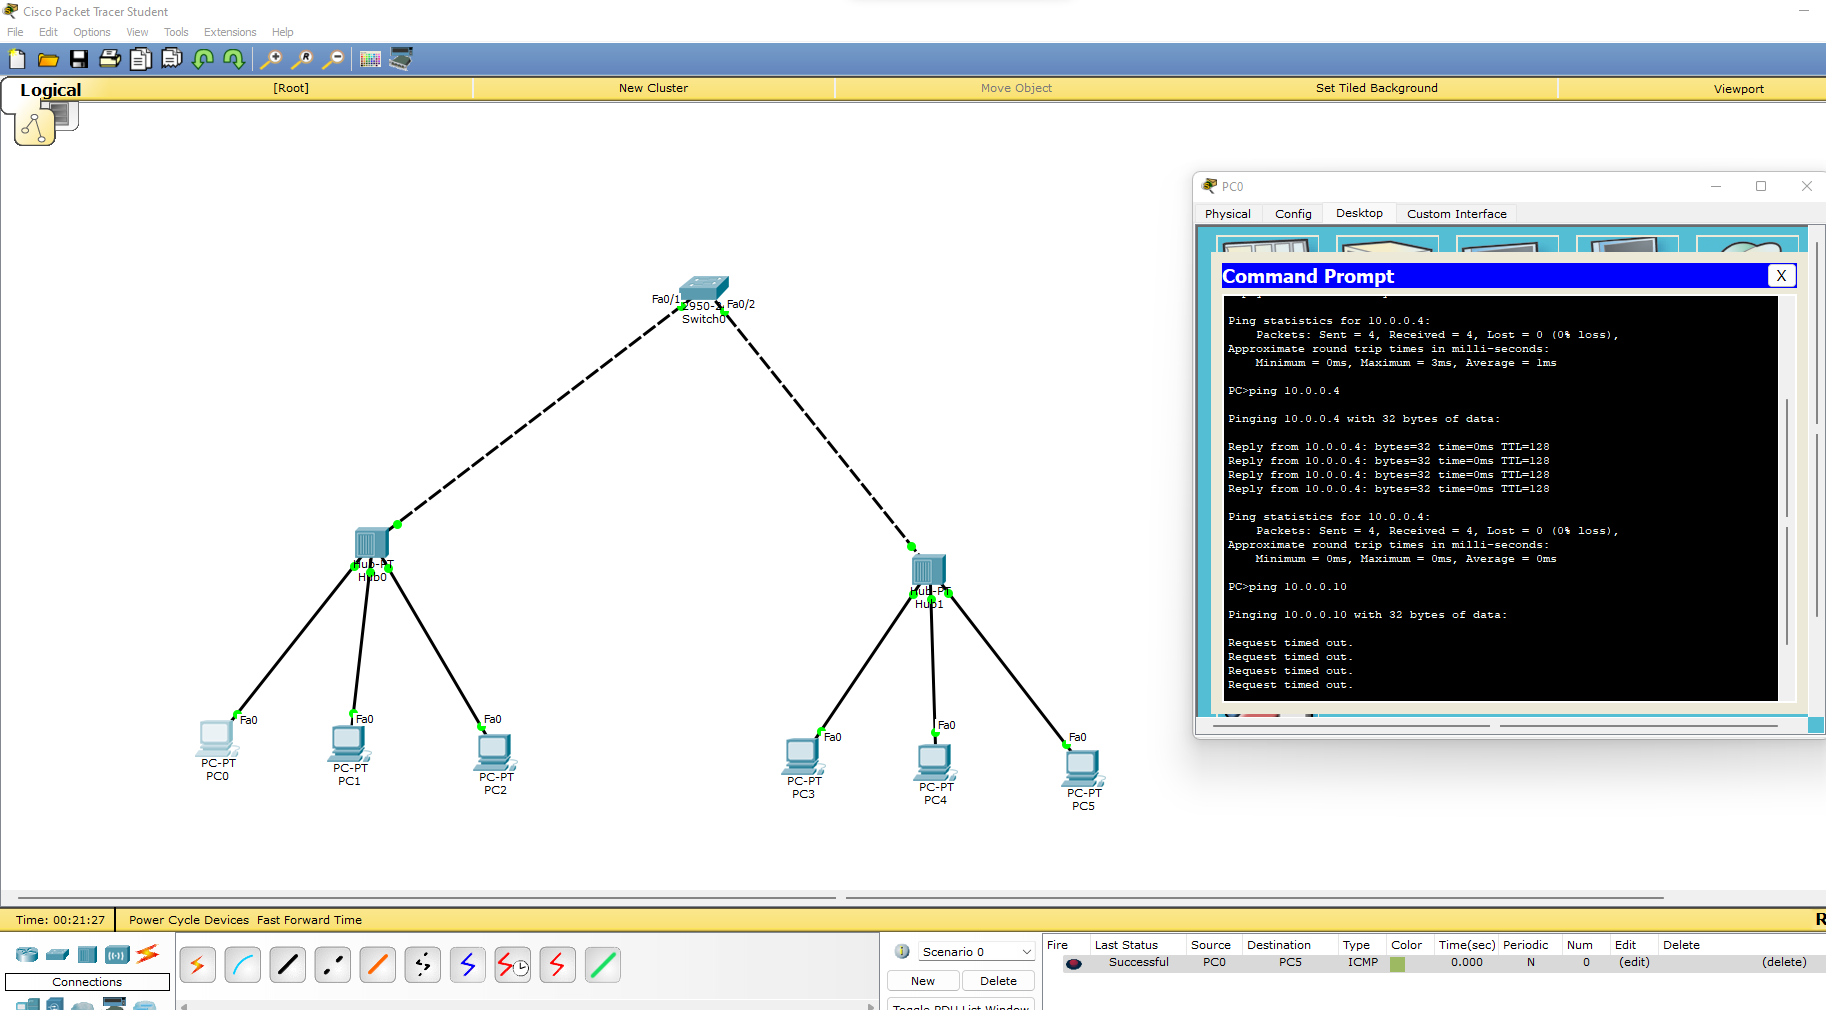 Cisco Packet Tracer Student
File Edit Options View Tools Extensions Help
Logical
[Root]
New Cluster
Move Object
Set Tiled Background
Viewport
Fa0/1
Fa0/2
Switch0
Hub-PT
Hub0
Hub-PT
Hub1
Fa0
Fa0
Fa0
Fa0
Fa0
Fa0
PC-PT
PC0
PC-PT
PC1
PC-PT
PC2
PC-PT
PC3
PC-PT
PC4
PC-PT
PC5
PC0
Physical Config Desktop Custom Interface
Command Prompt
X
Ping statistics for 10.0.0.4:
Packets: Sent = 4, Received = 4, Lost = 0 (0% loss),
Approximate round trip times in milli-seconds:
Minimum = 0ms, Maximum = 3ms, Average = 1ms
PC>ping 10.0.0.4
Pinging 10.0.0.4 with 32 bytes of data:
Reply from 10.0.0.4: bytes=32 time=0ms TTL=128
Reply from 10.0.0.4: bytes=32 time=0ms TTL=128
Reply from 10.0.0.4: bytes=32 time=0ms TTL=128
Reply from 10.0.0.4: bytes=32 time=0ms TTL=128
Ping statistics for 10.0.0.4:
Packets: Sent = 4, Received = 4, Lost = 0 (0% loss),
Approximate round trip times in milli-seconds:
Minimum = 0ms, Maximum = 0ms, Average = 0ms
PC>ping 10.0.0.10
Pinging 10.0.0.10 with 32 bytes of data:
Request timed out.
Request timed out.
Request timed out.
Request timed out.
Time: 00:21:27
Power Cycle Devices Fast Forward Time
R
Connections
Scenario 0
New
Delete
Toggle PDU List Window
Fire Last Status Source Destination Type Color Time(sec) Periodic Num Edit Delete
Successful PC0 PC5 ICMP 0.000 N 0 (edit) (delete)